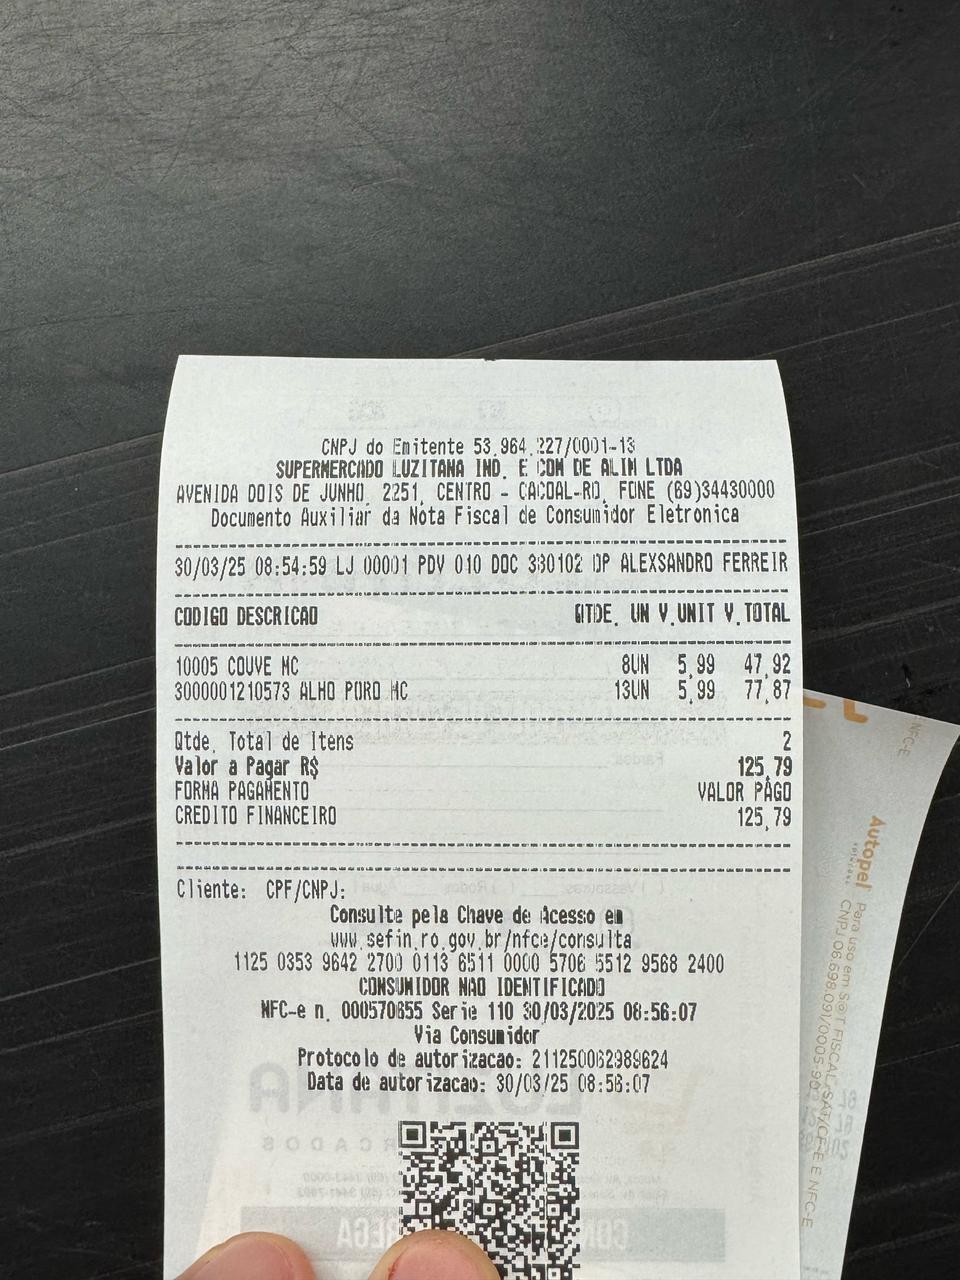 CNPJ do Emitente 53.964.227/0001-13
SUPERMERCADO LUZITANA IND. E COM DE ALIM LTDA
AVENIDA DOIS DE JUNHO, 2251, CENTRO - CACOAL-RO, FONE (69)34430000
Documento Auxiliar da Nota Fiscal de Consumidor Eletronica
30/03/25 08:54:59 LJ 00001 PDV 010 DOC 330102 OP ALEXSANDRO FERREIR
CODIGO DESCRICAO QTDE. UN V.UNIT V.TOTAL
10005 COUVE MC 8UN 5,99 47,92
3000001210573 ALHO PORO MC 13UN 5,99 77,87
Qtde. Total de Itens 2
Valor a Pagar R$ 125,79
FORMA PAGAMENTO VALOR PAGO
CREDITO FINANCEIRO 125,79
Cliente: CPF/CNPJ:
Consulte pela Chave de Acesso em
www.sefin.ro.gov.br/nfce/consulta
1125 0353 9642 2700 0113 6511 0000 5706 5512 9568 2400
CONSUMIDOR NAO IDENTIFICADO
NFC-e n. 000570655 Serie 110 30/03/2025 08:56:07
Via Consumidor
Protocolo de autorizacao: 211250062989624
Data de autorizacao: 30/03/25 08:56:07
NFC-E
Autopel
Para uso em S@T FISCAL, SAT/CF-E E NFC-E
CNPJ 06.698.091/0005-90